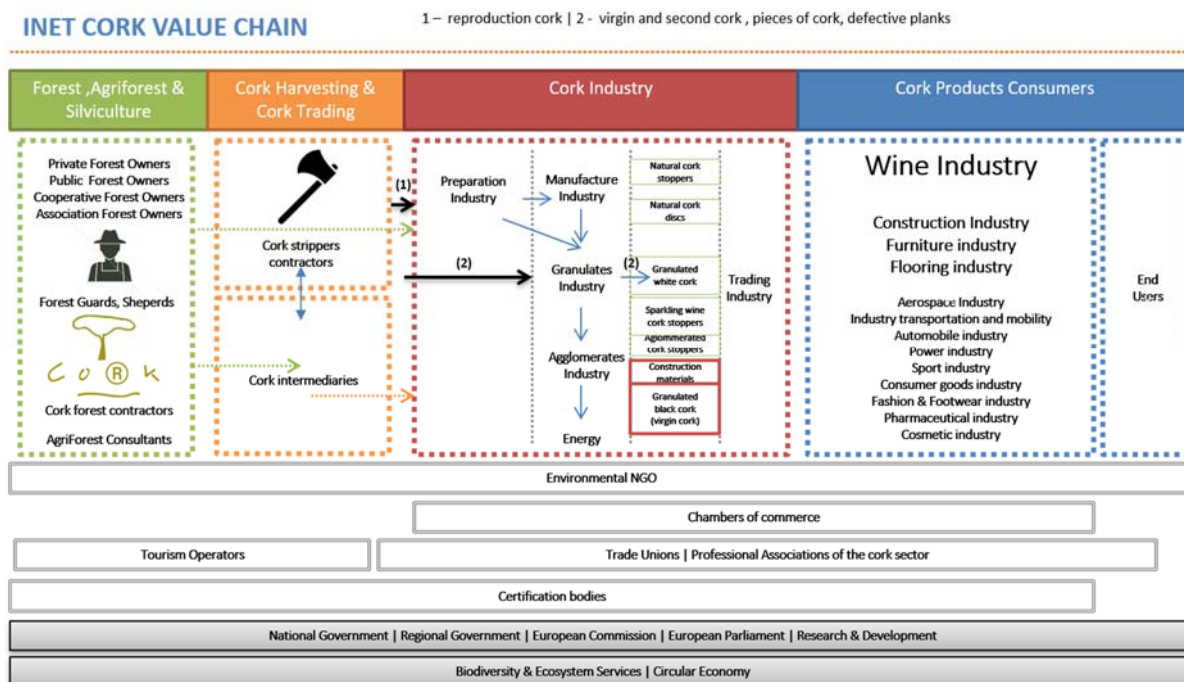 INET CORK VALUE CHAIN
1 – reproduction cork | 2 - virgin and second cork , pieces of cork, defective planks
Forest ,Agriforest &
Silviculture
Cork Harvesting &
Cork Trading
Cork Industry
Cork Products Consumers
Private Forest Owners
Public Forest Owners
Cooperative Forest Owners
Association Forest Owners
Forest Guards, Sheperds
C o ® k
Cork forest contractors
AgriForest Consultants
Cork strippers
contractors
Cork intermediaries
(1)
(2)
Preparation
Industry
Manufacture
Industry
Granulates
Industry
(2)
Agglomerates
Industry
Energy
Natural cork
stoppers
Natural cork
discs
Granulated
white cork
Sparkling wine
cork stoppers
Aglommerated
cork stoppers
Construction
materials
Granulated
black cork
(virgin cork)
Trading
Industry
Wine Industry
Construction Industry
Furniture industry
Flooring industry
Aerospace Industry
Industry transportation and mobility
Automobile industry
Power industry
Sport industry
Consumer goods industry
Fashion & Footwear industry
Pharmaceutical industry
Cosmetic industry
End
Users
Environmental NGO
Chambers of commerce
Tourism Operators
Trade Unions | Professional Associations of the cork sector
Certification bodies
National Government | Regional Government | European Commission | European Parliament | Research & Development
Biodiversity & Ecosystem Services | Circular Economy